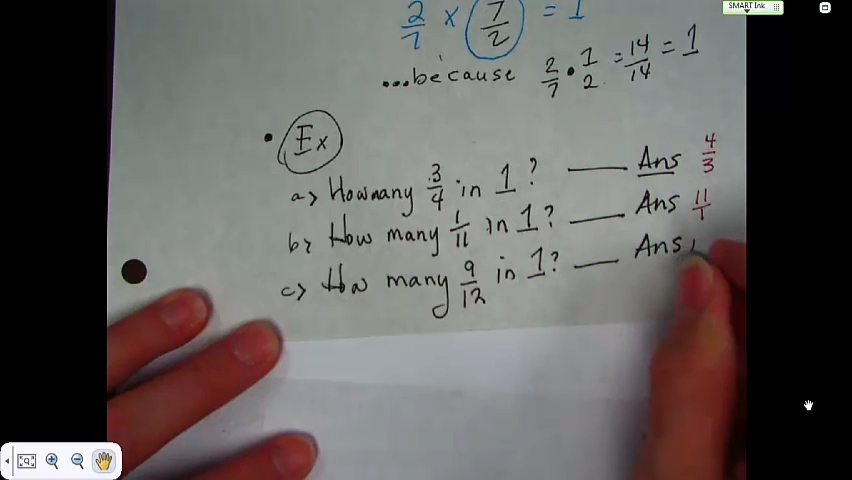 SMART Ink
2/7 x 7/2 = 1
...because 2/7 • 1/2 = 14/14 = 1
• Ex
a> How many 3/4 in 1? — Ans 4/3
b> How many 1/11 in 1? — Ans 11/1
c> How many 9/12 in 1? — Ans